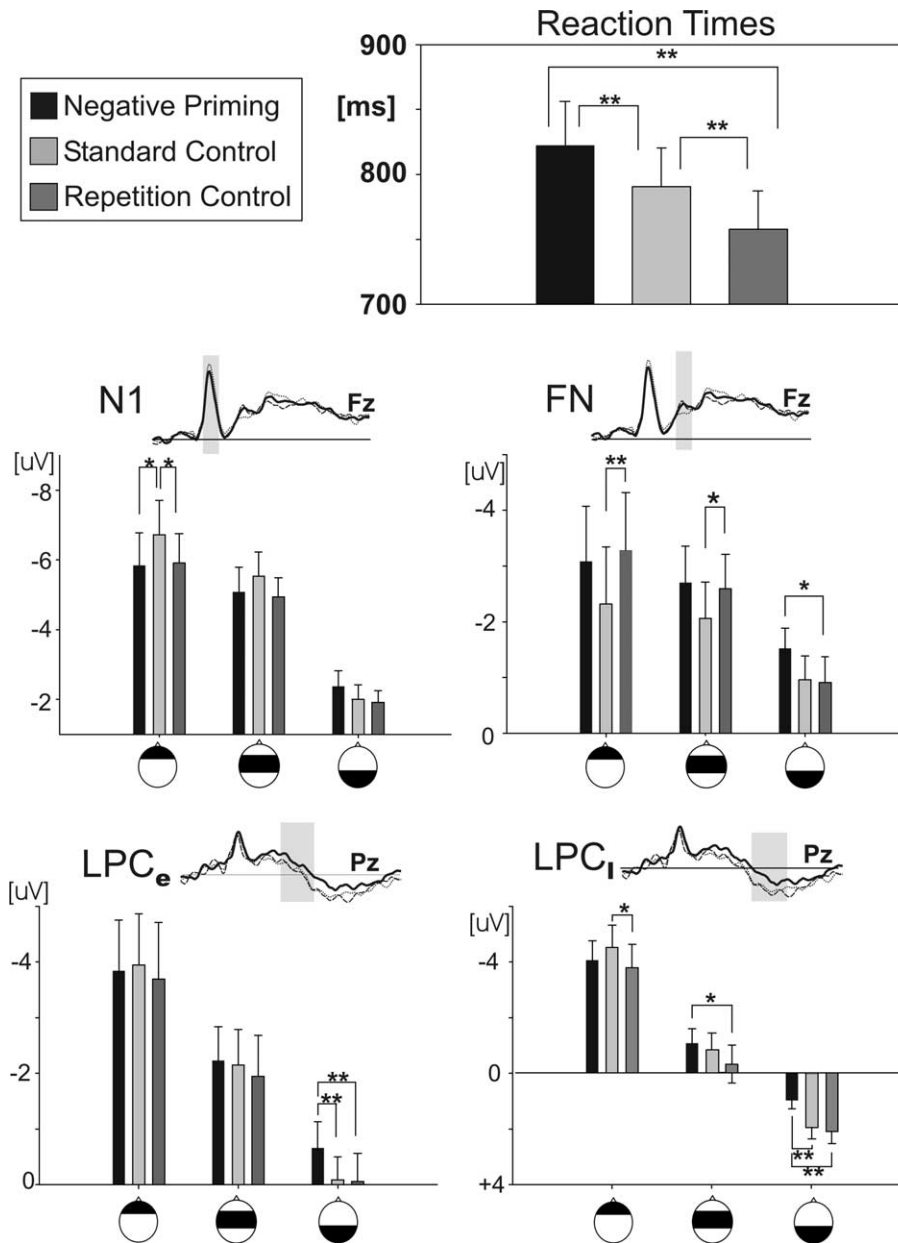 Reaction Times
900
[ms]
800
700
**
**
**
Negative Priming
Standard Control
Repetition Control
N1
Fz
[uV]
-8
-6
-4
-2
* *
FN
Fz
[uV]
-4
-2
0
**
*
*
LPCe
Pz
[uV]
-4
-2
0
**
**
LPCl
Pz
[uV]
-4
-2
0
+4
*
*
**
**